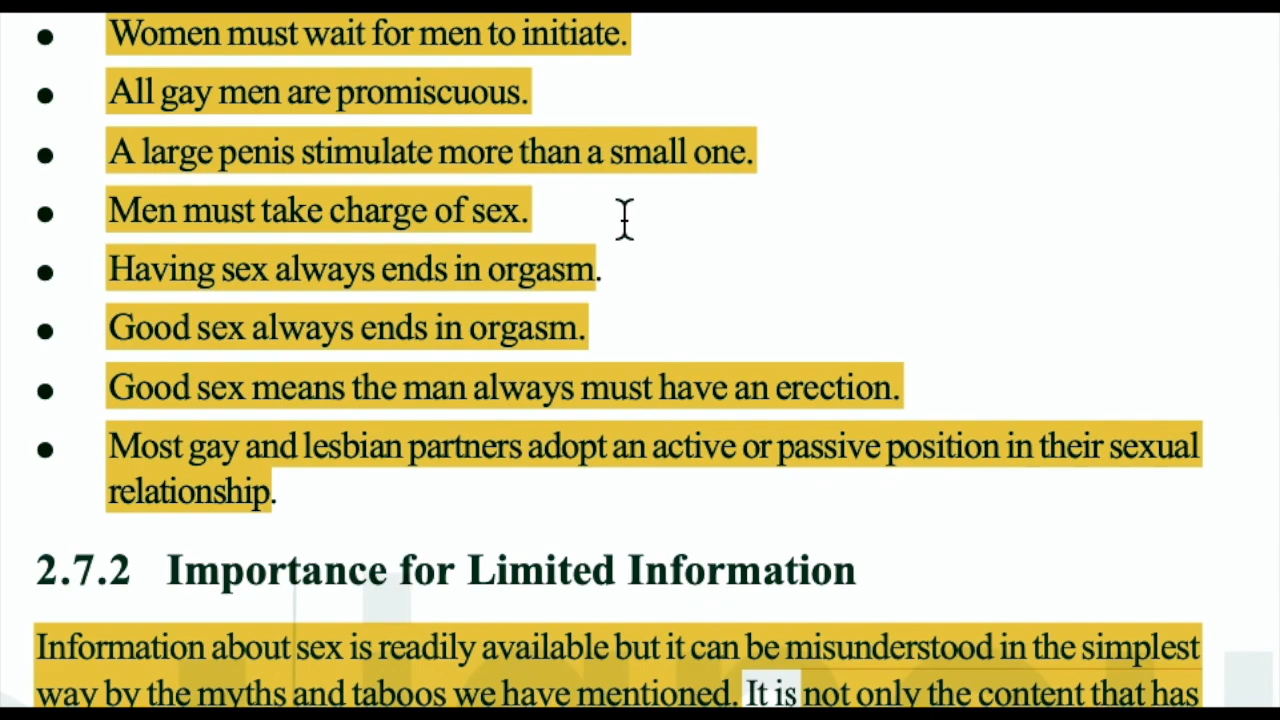 ● Women must wait for men to initiate.
● All gay men are promiscuous.
● A large penis stimulate more than a small one.
● Men must take charge of sex.
● Having sex always ends in orgasm.
● Good sex always ends in orgasm.
● Good sex means the man always must have an erection.
● Most gay and lesbian partners adopt an active or passive position in their sexual
relationship.
2.7.2 Importance for Limited Information
Information about sex is readily available but it can be misunderstood in the simplest
way by the myths and taboos we have mentioned. It is not only the content that has